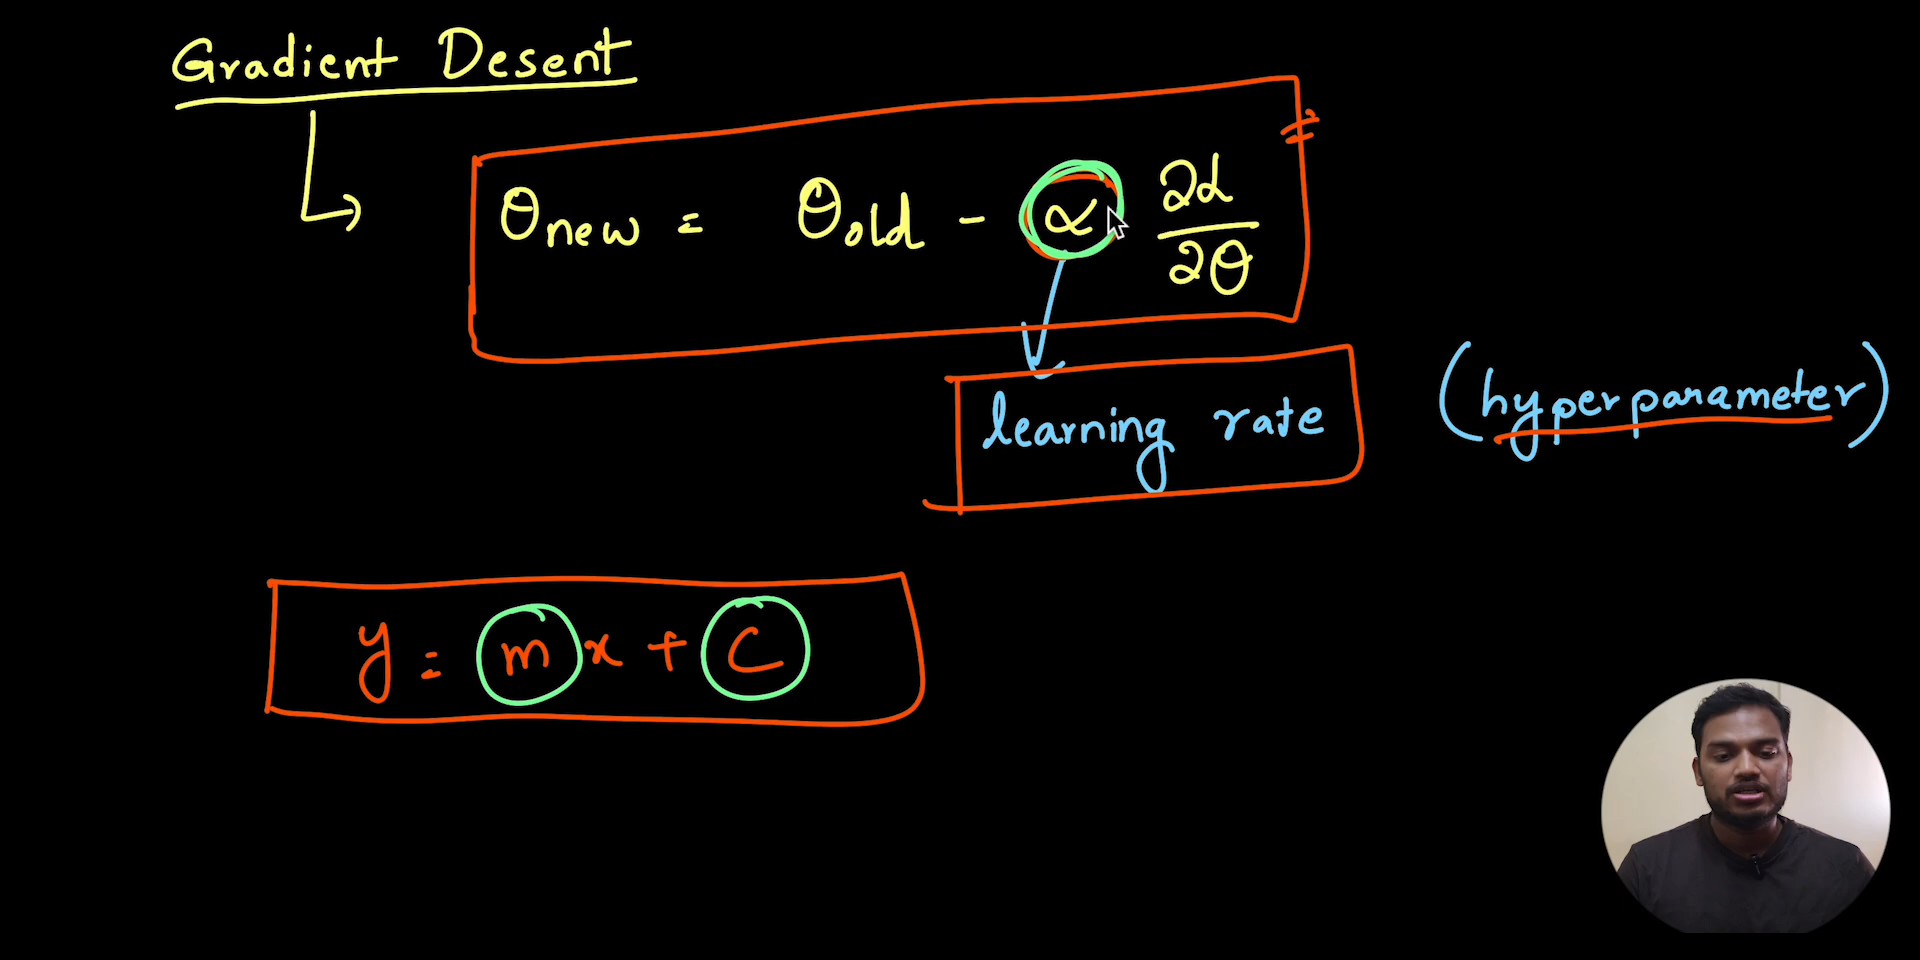 Gradient Desent
θnew = θold - α ∂L/∂θ
learning rate
(hyperparameter)
y = mx + c